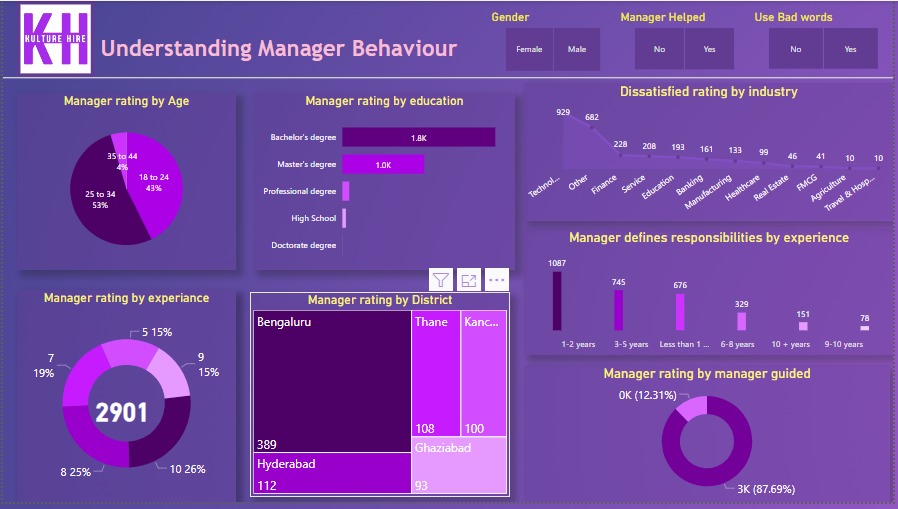 KH
KULTURE HIRE
Understanding Manager Behaviour
Gender
Female Male
Manager Helped
No Yes
Use Bad words
No Yes
Manager rating by Age
35 to 44
4%
18 to 24
43%
25 to 34
53%
Manager rating by education
Bachelor's degree 1.8K
Master's degree 1.0K
Professional degree
High School
Doctorate degree
Dissatisfied rating by industry
929 682 228 208 193 161 133 99 46 41 10 10
Technol... Other Finance Service Education Banking Manufacturing Healthcare Real Estate FMCG Agriculture Travel & Hosp...
Manager defines responsibilities by experience
1087 745 676 329 151 78
1-2 years 3-5 years Less than 1 ... 6-8 years 10 + years 9-10 years
Manager rating by experiance
5 15%
9
15%
7
19%
2901
8 25%
10 26%
Manager rating by District
Bengaluru
389
Thane
108
Kanc...
100
Hyderabad
112
Ghaziabad
93
Manager rating by manager guided
0K (12.31%)
3K (87.69%)